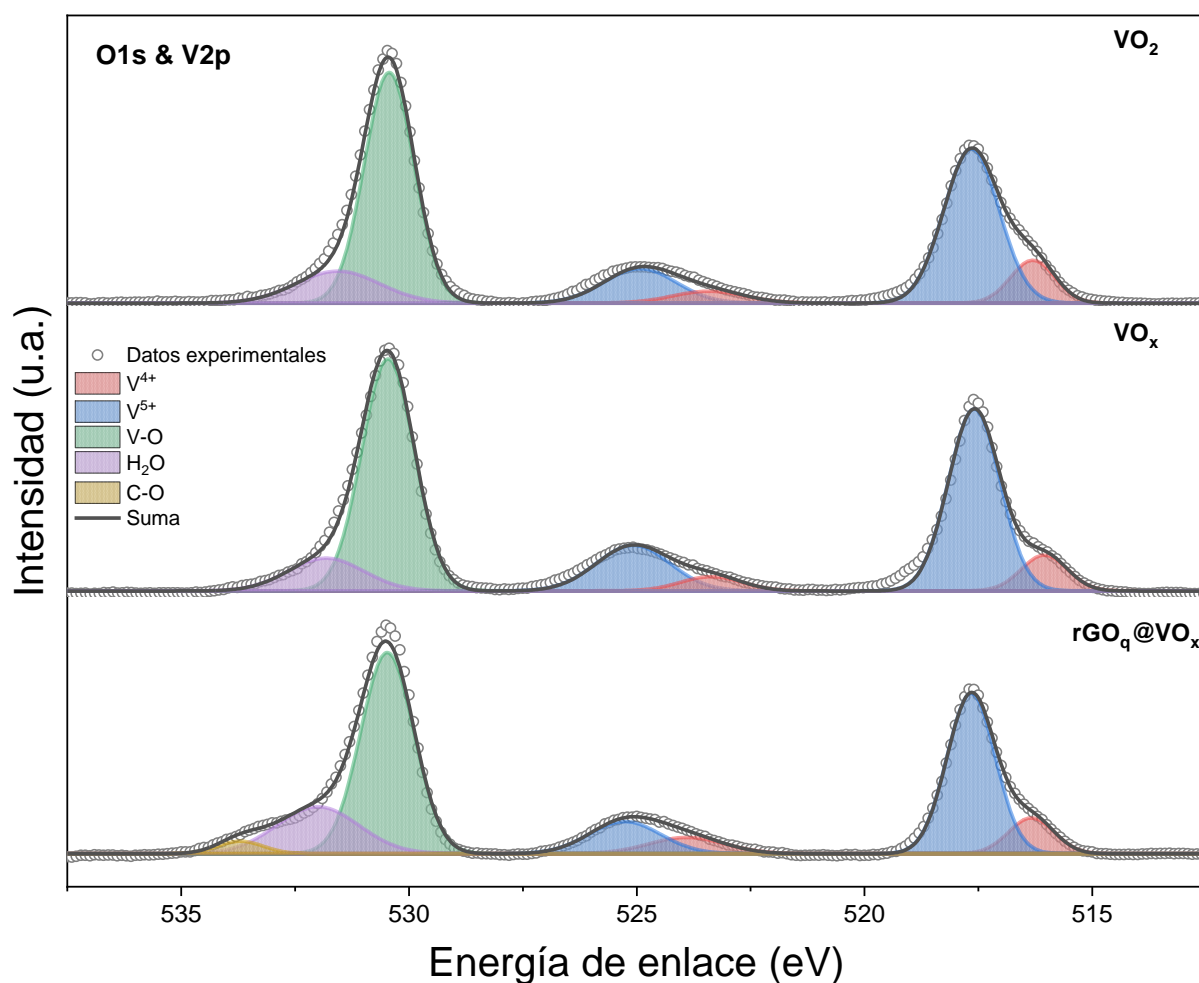 O1s & V2p
VO₂
VOₓ
Datos experimentales
V⁴⁺
V⁵⁺
V-O
H₂O
C-O
Suma
rGO_q@VOₓ
Intensidad (u.a.)
535 530 525 520 515
Energía de enlace (eV)